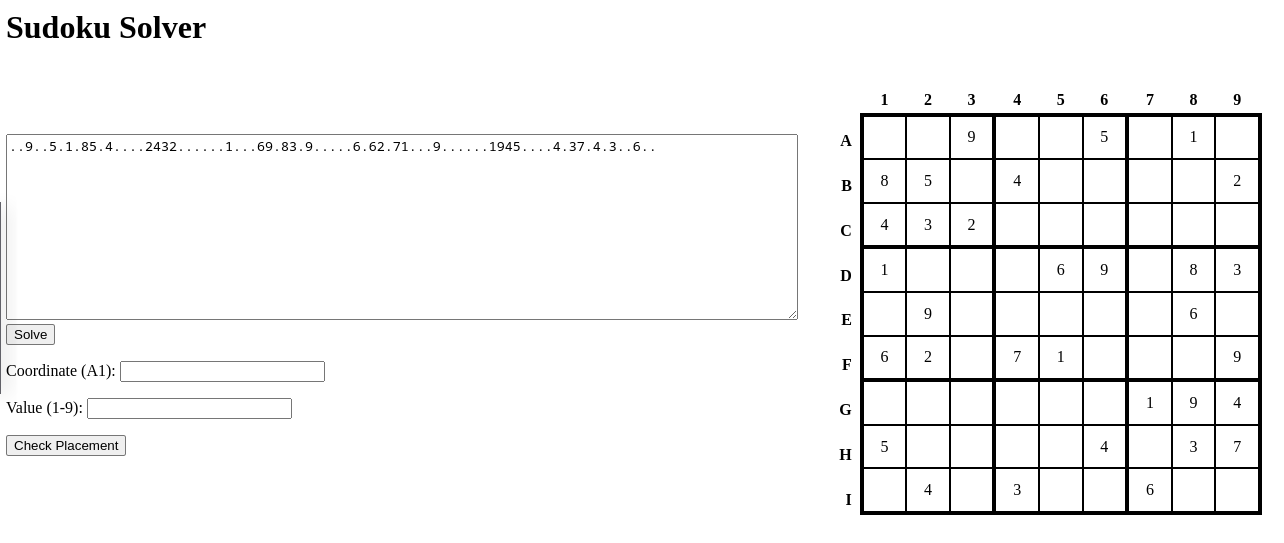 Sudoku Solver
..9..5.1.85.4....2432......1...69.83.9.....6.62.71...9......1945....4.37.4.3..6..
Solve
Coordinate (A1):
Value (1-9):
Check Placement
1 2 3 4 5 6 7 8 9
A 9 5 1
B 8 5 4 2
C 4 3 2
D 1 6 9 8 3
E 9 6
F 6 2 7 1 9
G 1 9 4
H 5 4 3 7
I 4 3 6